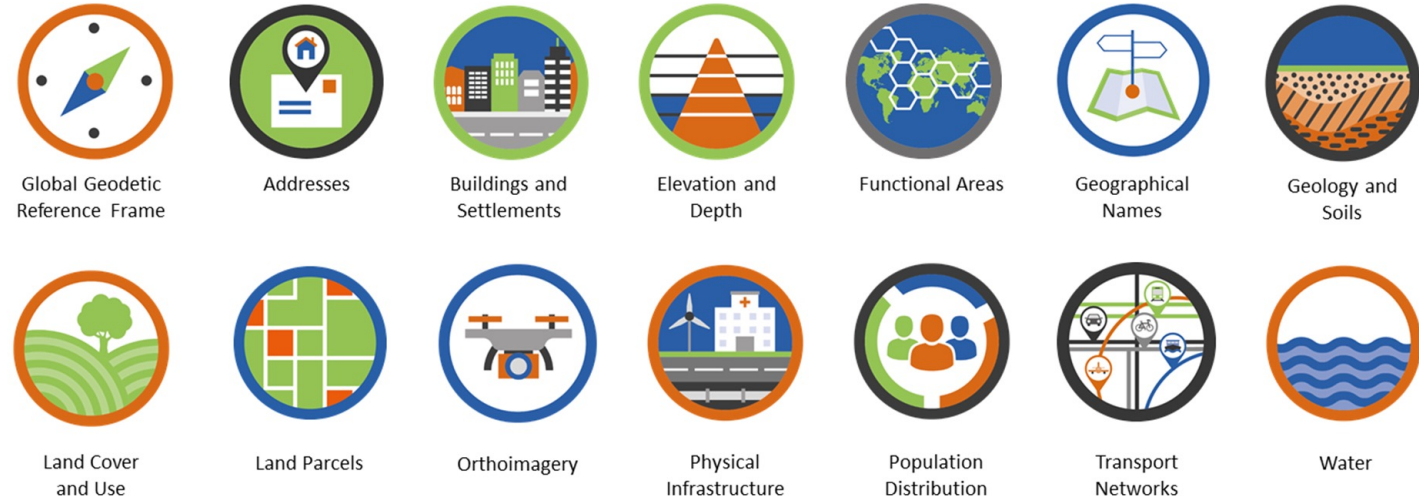 Global Geodetic
Reference Frame
Addresses
Buildings and
Settlements
Elevation and
Depth
Functional Areas
Geographical
Names
Geology and
Soils
Land Cover
and Use
Land Parcels
Orthoimagery
Physical
Infrastructure
Population
Distribution
Transport
Networks
Water